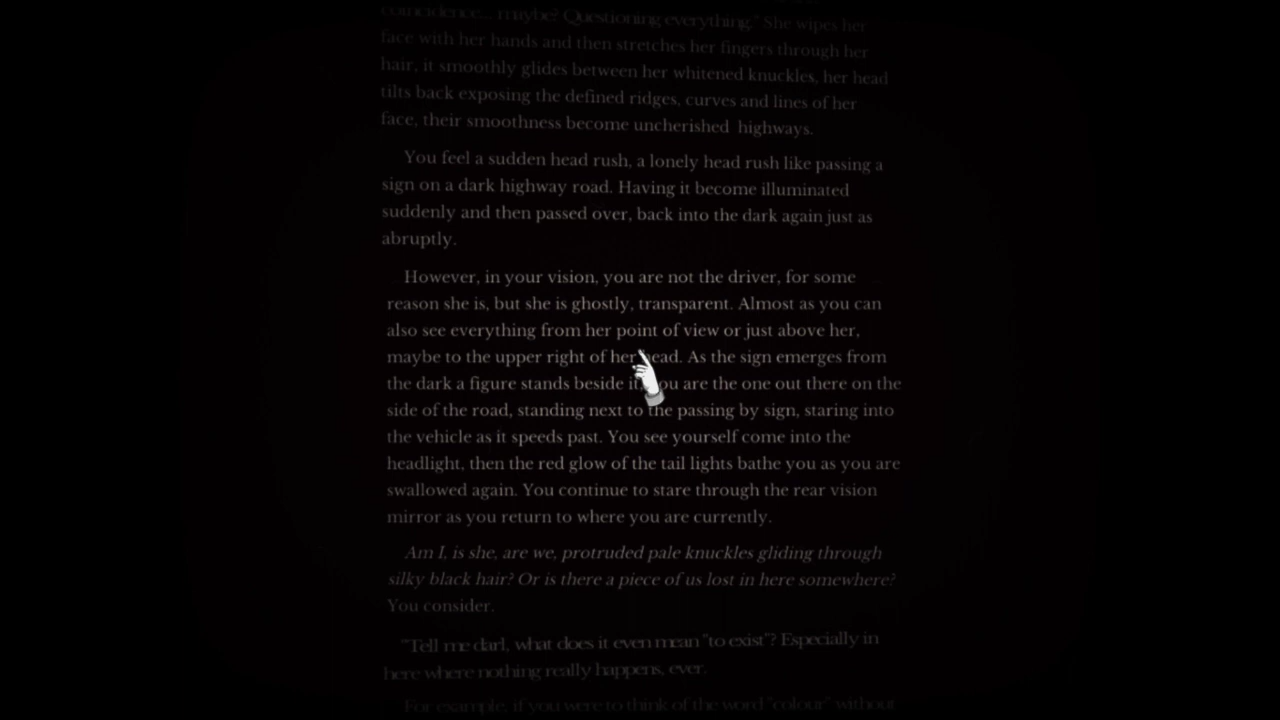 coincidence... maybe? Questioning everything." She wipes her
face with her hands and then stretches her fingers through her
hair, it smoothly glides between her whitened knuckles, her head
tilts back exposing the defined ridges, curves and lines of her
face, their smoothness become uncherished highways.
You feel a sudden head rush, a lonely head rush like passing a
sign on a dark highway road. Having it become illuminated
suddenly and then passed over, back into the dark again just as
abruptly.
However, in your vision, you are not the driver, for some
reason she is, but she is ghostly, transparent. Almost as you can
also see everything from her point of view or just above her,
maybe to the upper right of her head. As the sign emerges from
the dark a figure stands beside it. You are the one out there on the
side of the road, standing next to the passing by sign, staring into
the vehicle as it speeds past. You see yourself come into the
headlight, then the red glow of the tail lights bathe you as you are
swallowed again. You continue to stare through the rear vision
mirror as you return to where you are currently.
Am I, is she, are we, protruded pale knuckles gliding through
silky black hair? Or is there a piece of us lost in here somewhere?
You consider.
"Tell me darl, what does it even mean "to exist"? Especially in
here where nothing really happens, ever.
For example, if you were to think of the word "colour" without